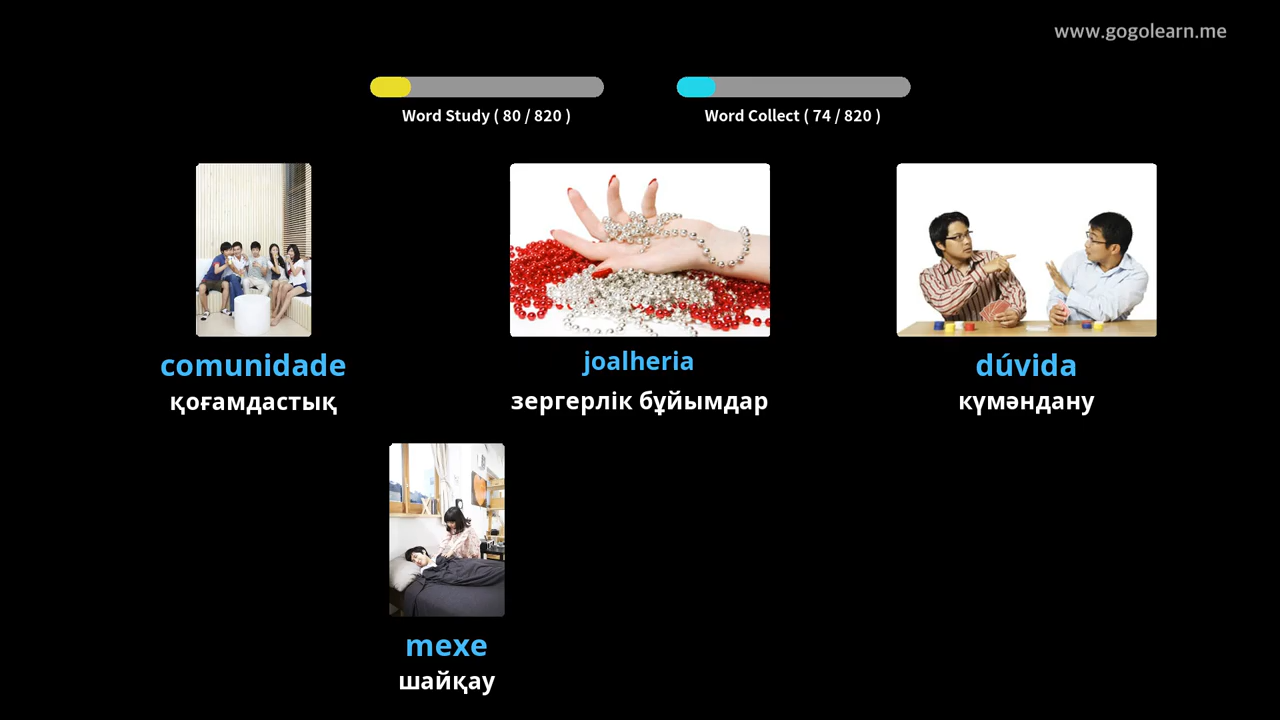 www.gogolearn.me
Word Study ( 80 / 820 )
Word Collect ( 74 / 820 )
comunidade
қоғамдастық
joalheria
зергерлік бұйымдар
dúvida
күмәндану
mexe
шайқау